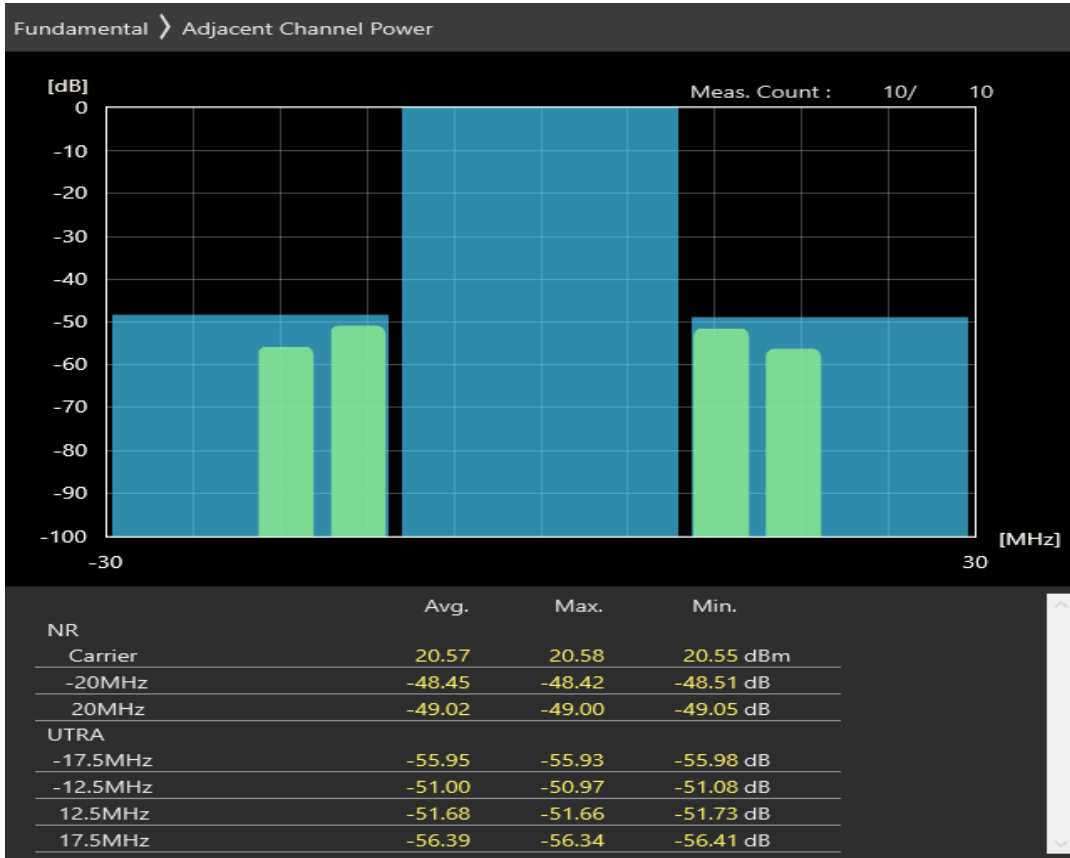 Fundamental ❭ Adjacent Channel Power
[dB]
Meas. Count : 10/ 10
0
-10
-20
-30
-40
-50
-60
-70
-80
-90
-100
[MHz]
-30 30
Avg. Max. Min.
NR
Carrier 20.57 20.58 20.55 dBm
-20MHz -48.45 -48.42 -48.51 dB
20MHz -49.02 -49.00 -49.05 dB
UTRA
-17.5MHz -55.95 -55.93 -55.98 dB
-12.5MHz -51.00 -50.97 -51.08 dB
12.5MHz -51.68 -51.66 -51.73 dB
17.5MHz -56.39 -56.34 -56.41 dB